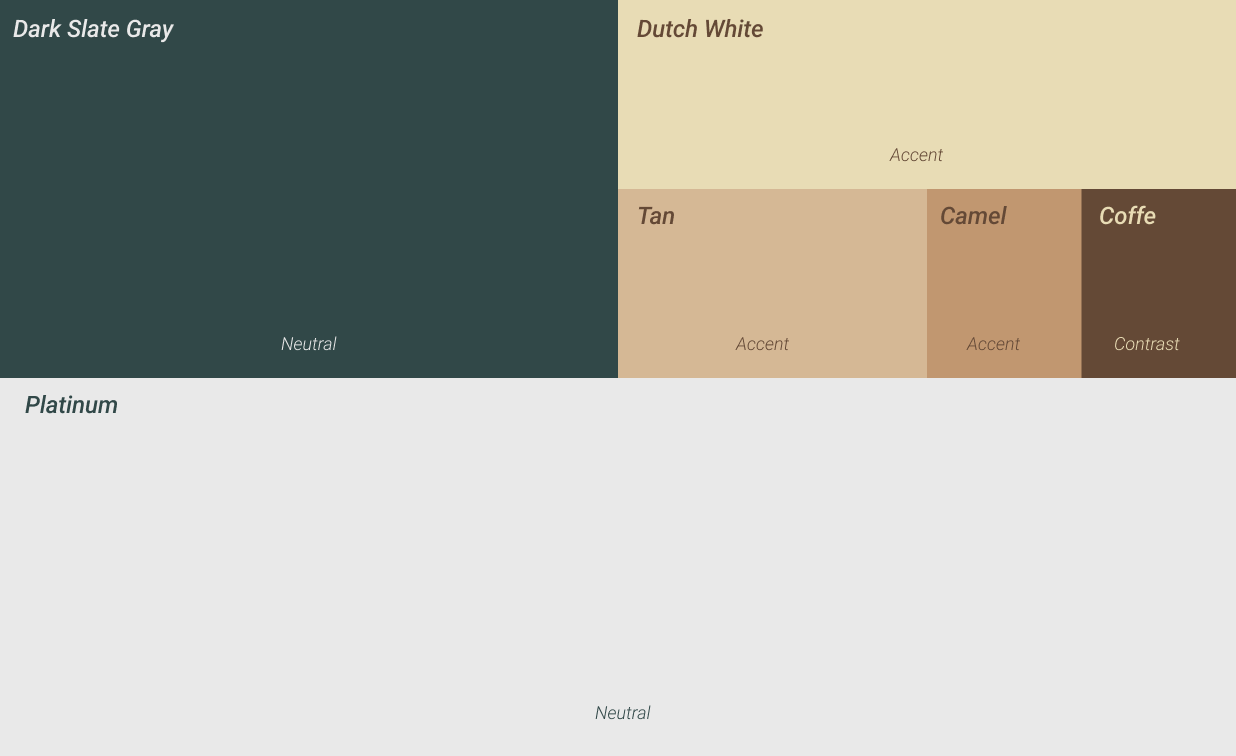 Dark Slate Gray
Neutral
Dutch White
Accent
Tan
Accent
Camel
Accent
Coffe
Contrast
Platinum
Neutral